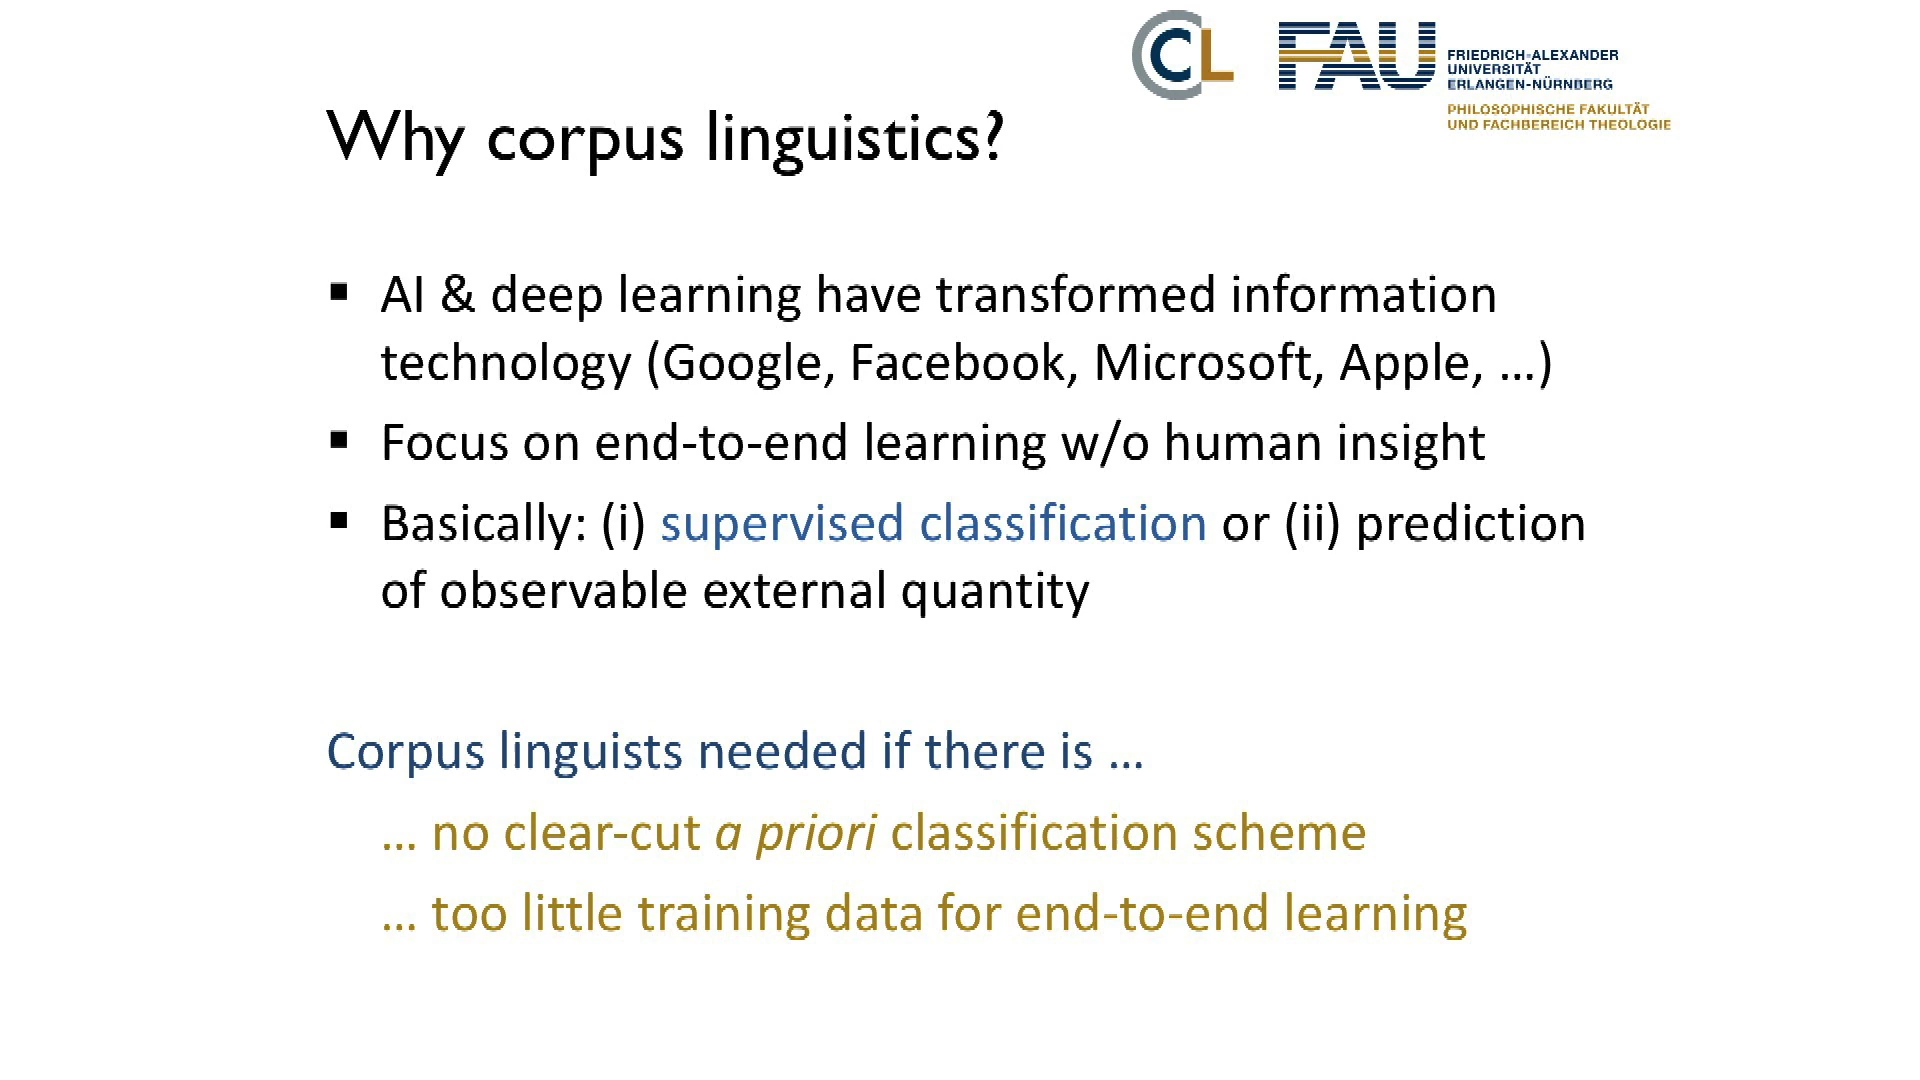 CCL
FAU
FRIEDRICH-ALEXANDER
UNIVERSITÄT
ERLANGEN-NÜRNBERG
PHILOSOPHISCHE FAKULTÄT
UND FACHBEREICH THEOLOGIE
Why corpus linguistics?
▪ AI & deep learning have transformed information
technology (Google, Facebook, Microsoft, Apple, …)
▪ Focus on end-to-end learning w/o human insight
▪ Basically: (i) supervised classification or (ii) prediction
of observable external quantity
Corpus linguists needed if there is …
… no clear-cut a priori classification scheme
… too little training data for end-to-end learning